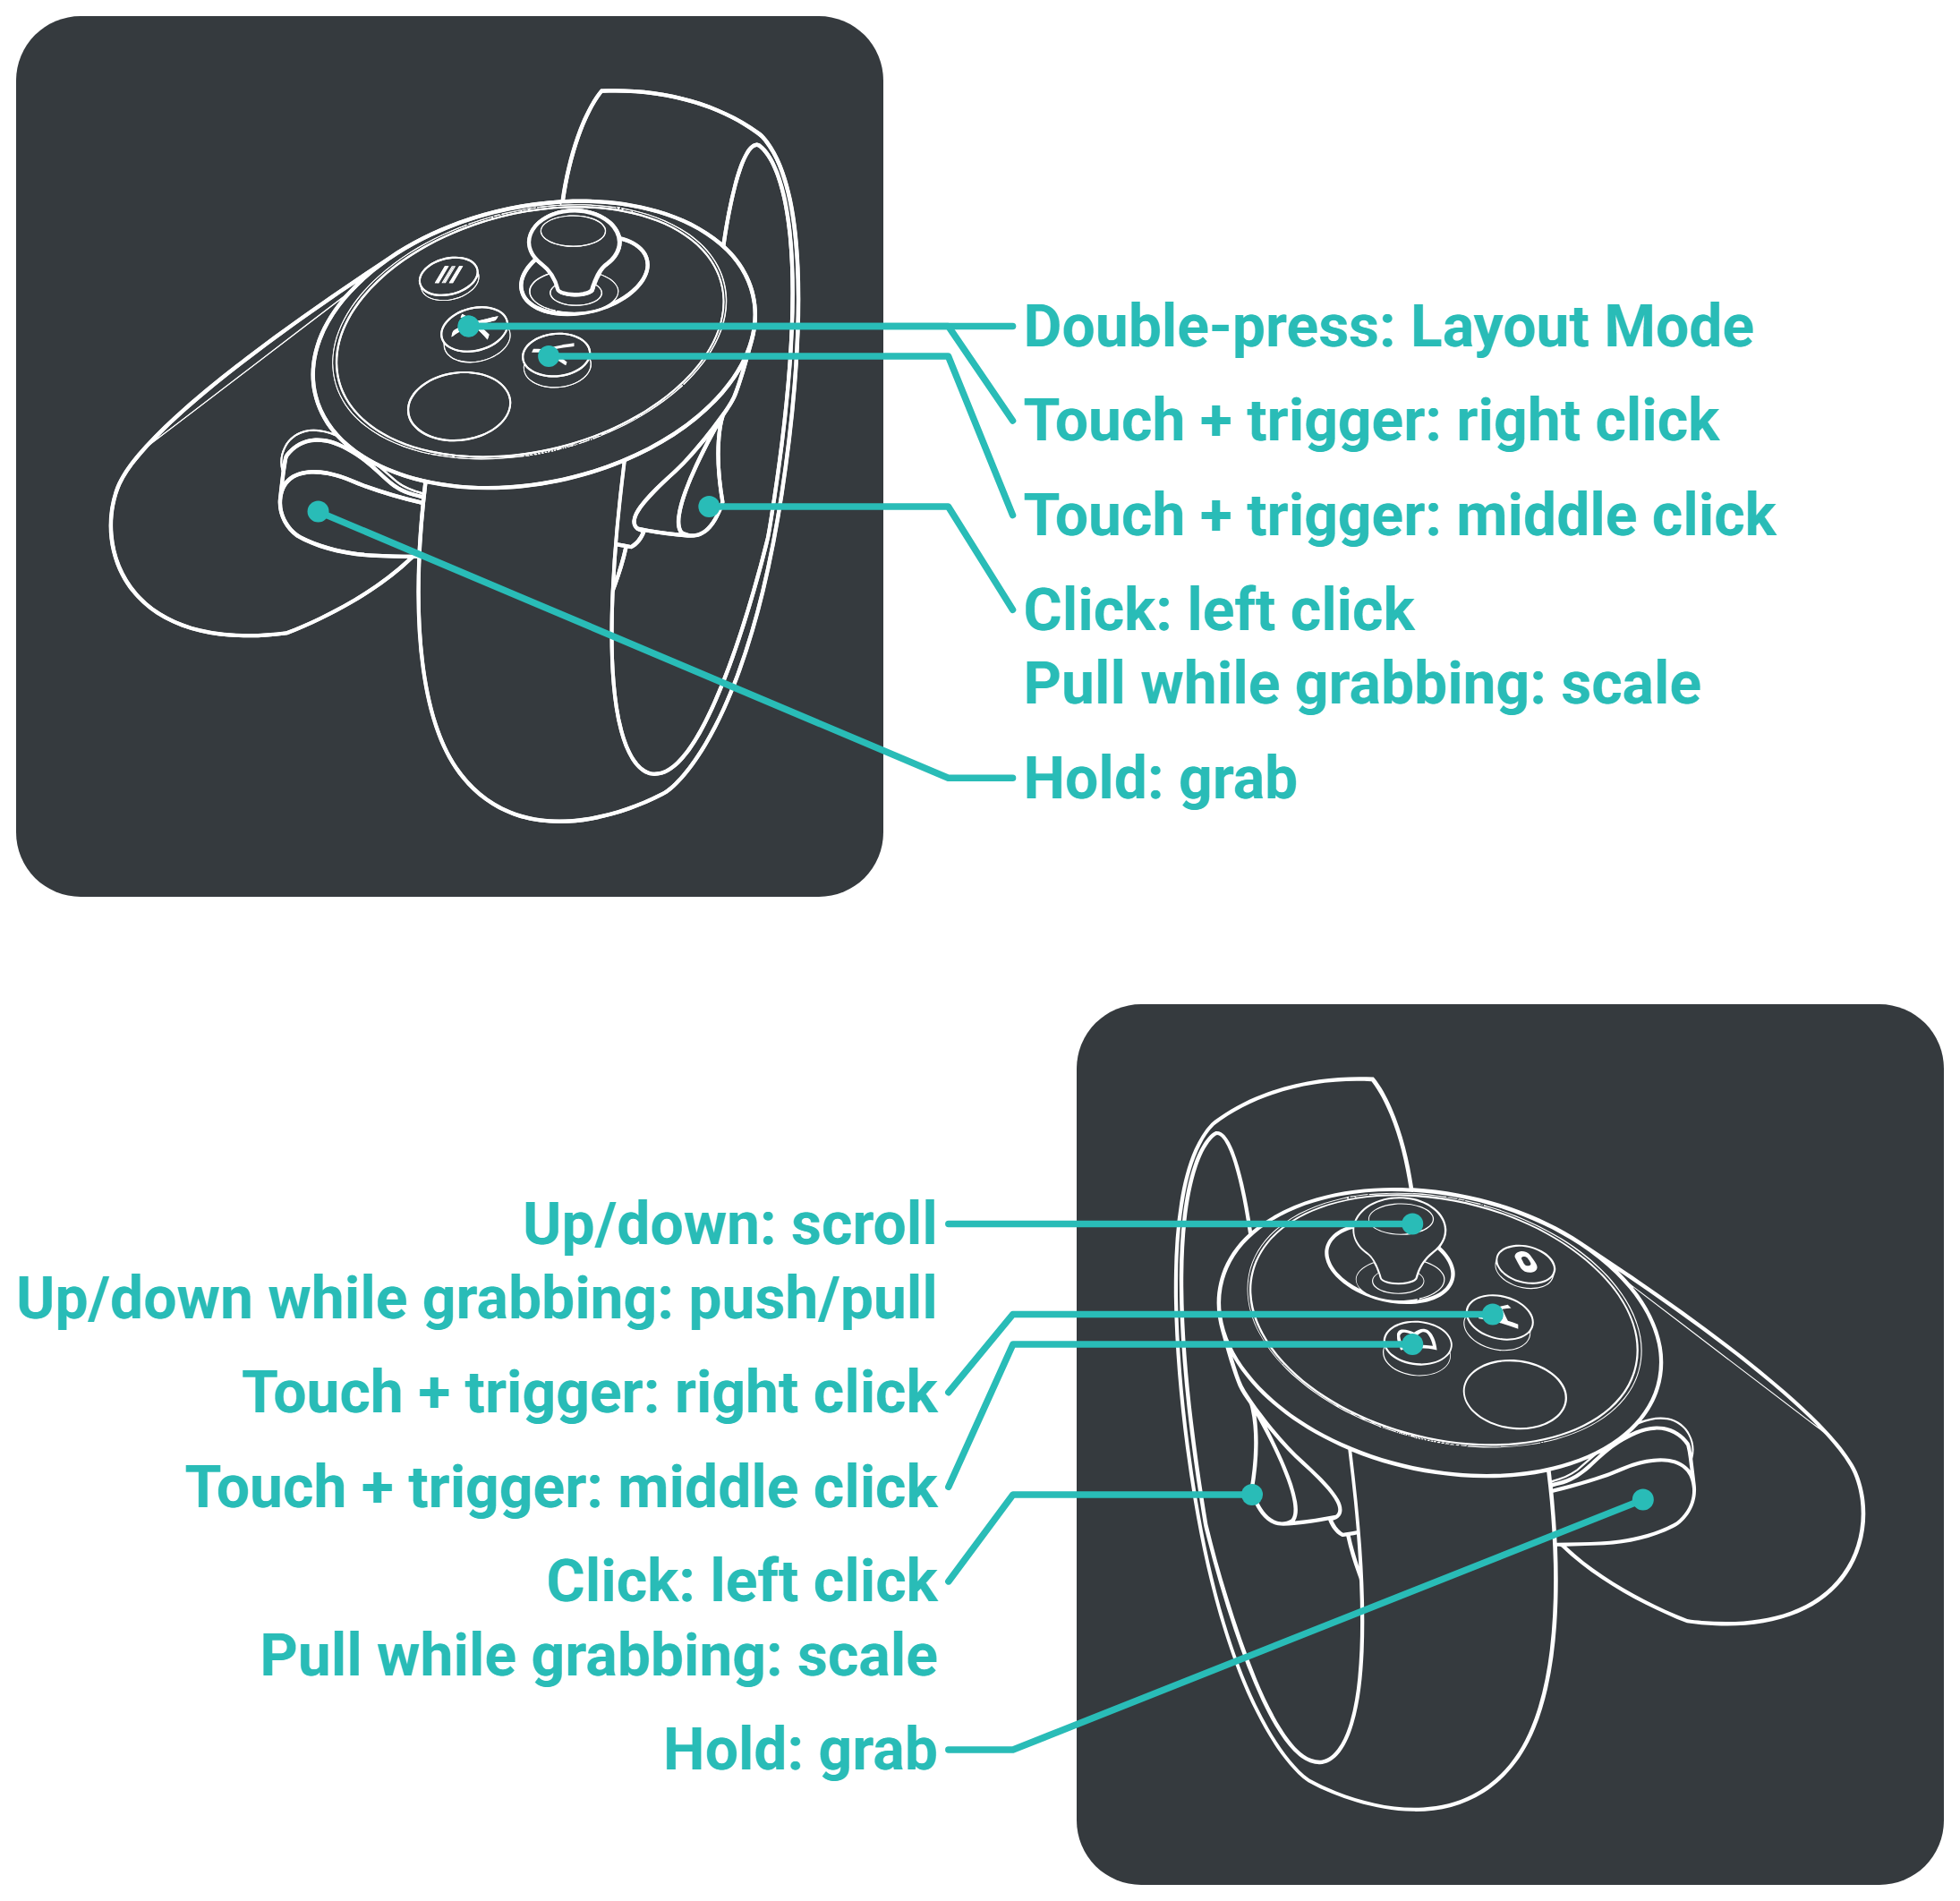 Double-press: Layout Mode
Touch + trigger: right click
Touch + trigger: middle click
Click: left click
Pull while grabbing: scale
Hold: grab
Up/down: scroll
Up/down while grabbing: push/pull
Touch + trigger: right click
Touch + trigger: middle click
Click: left click
Pull while grabbing: scale
Hold: grab